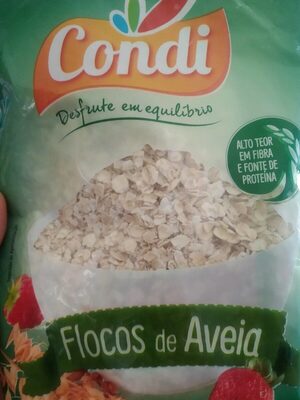 Condi
Desfrute em equilíbrio
ALTO TEOR
EM FIBRA
E FONTE DE
PROTEÍNA
Flocos de Aveia